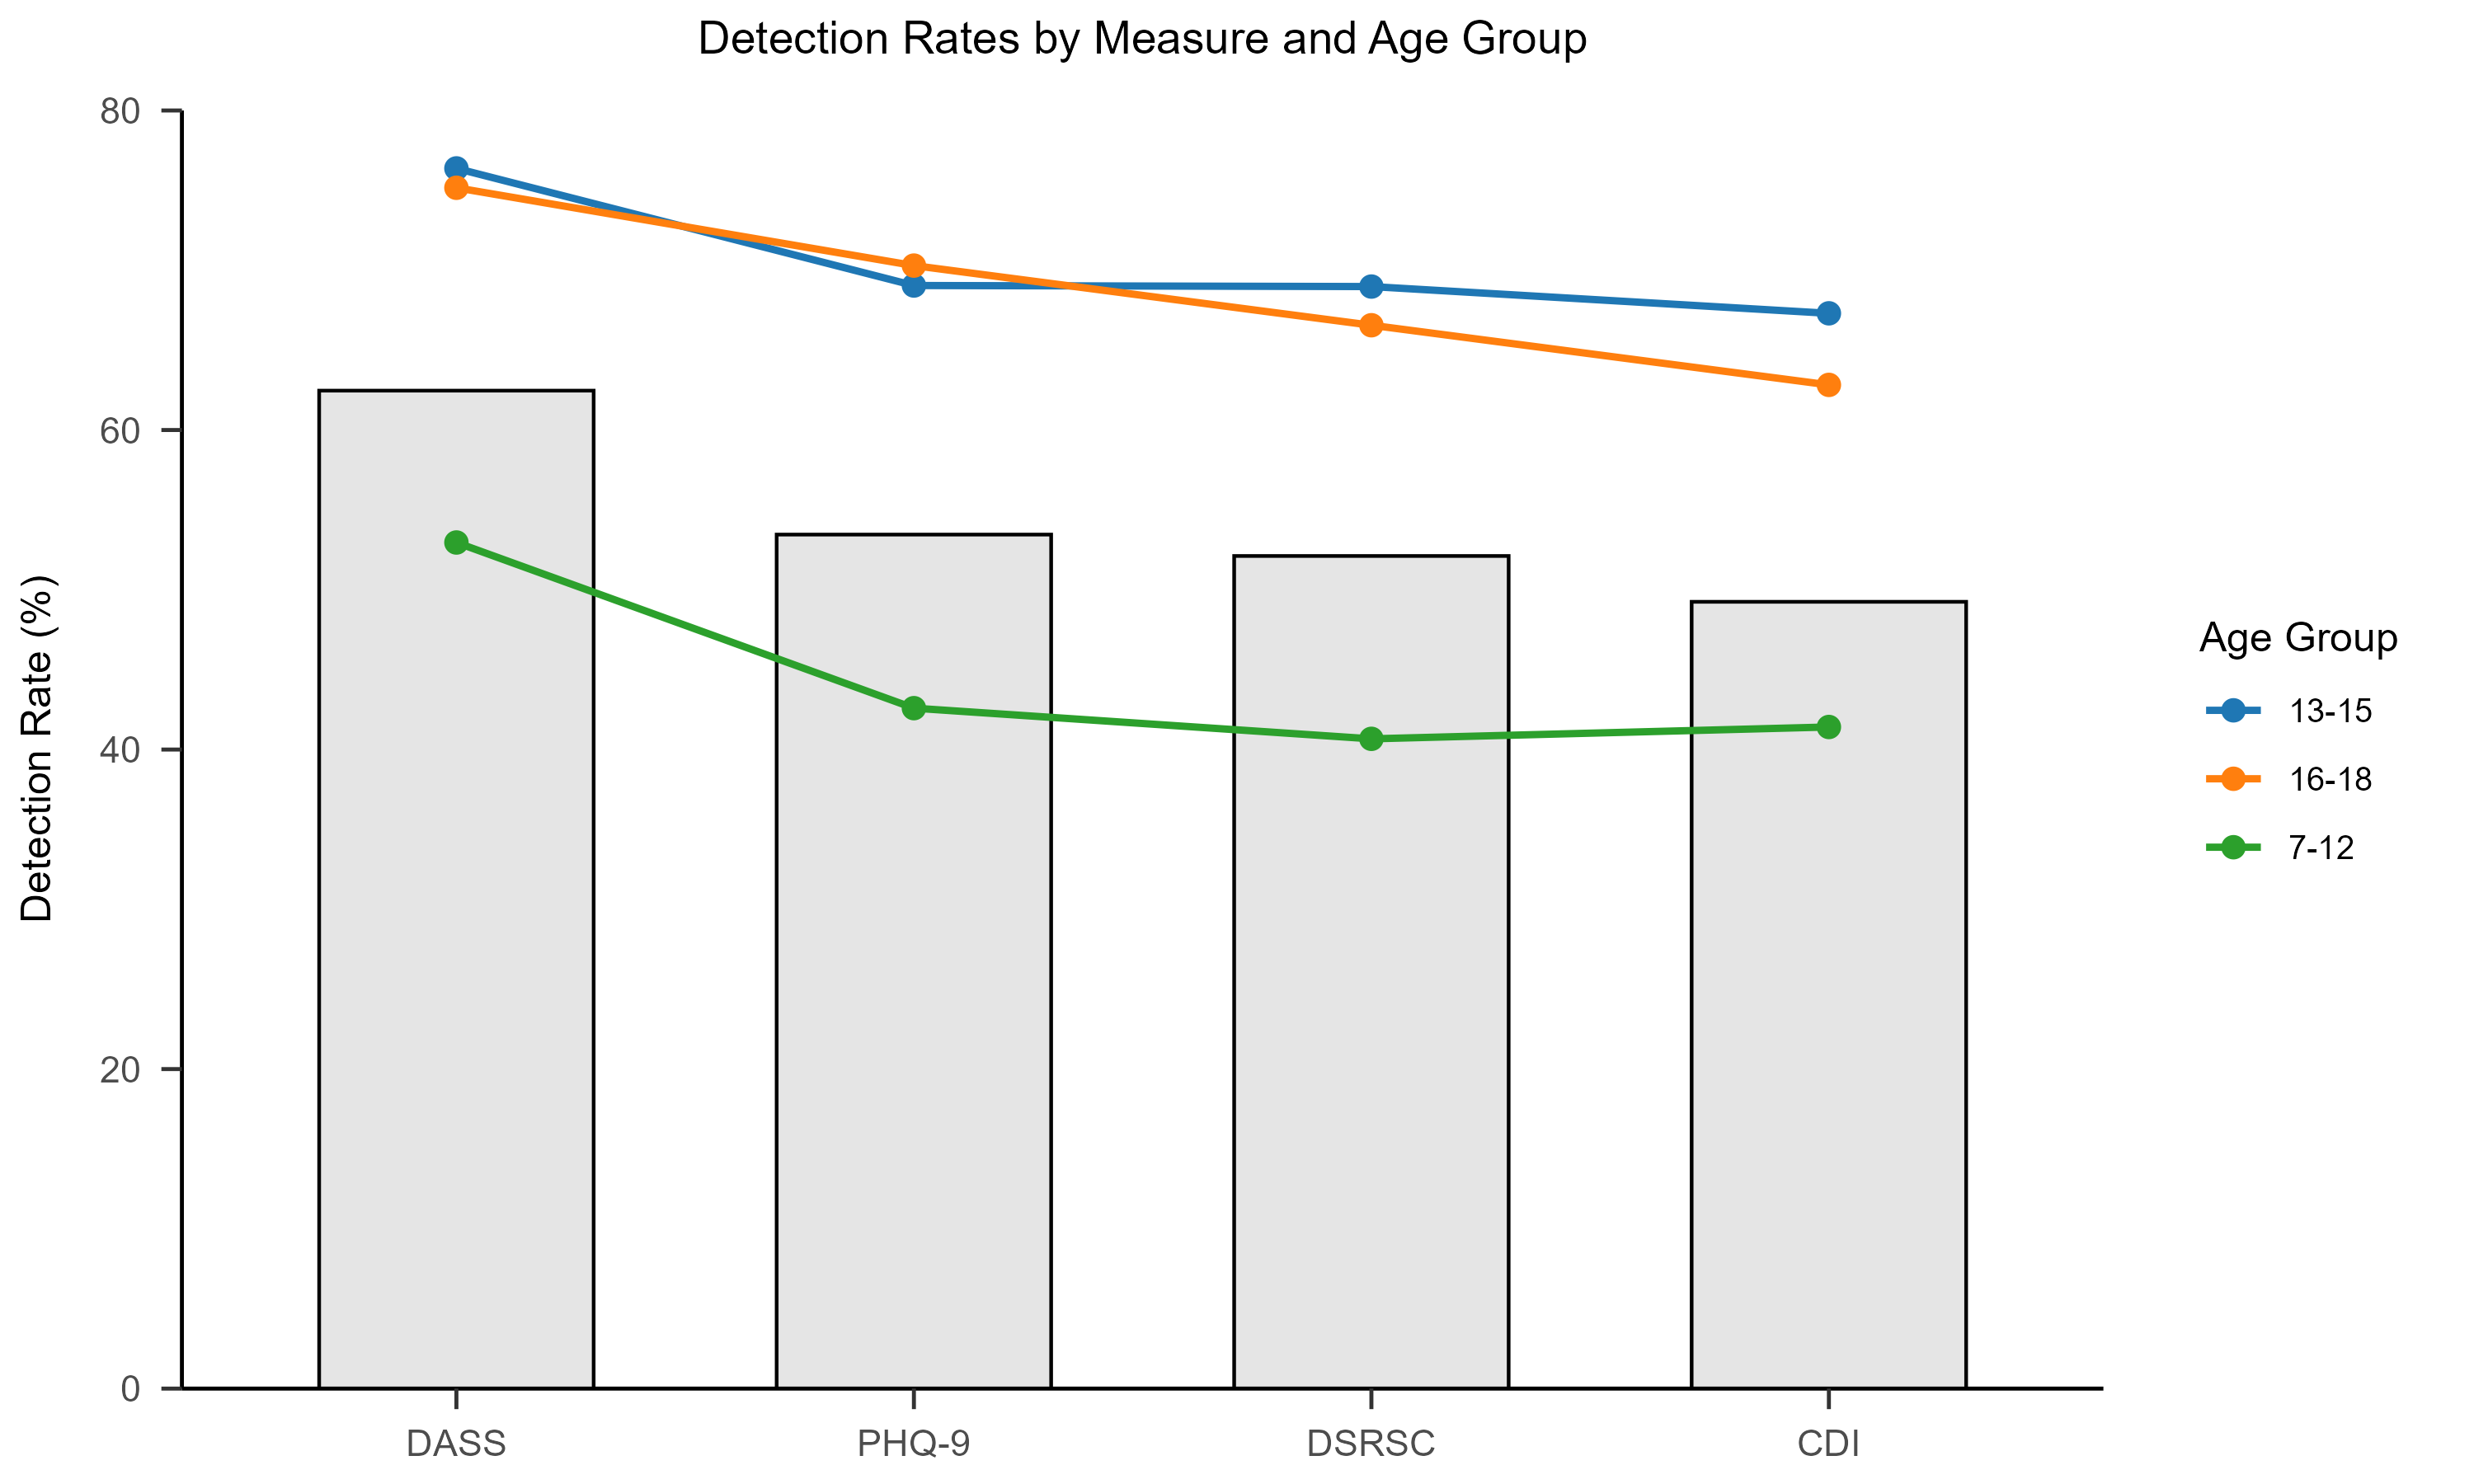 Detection Rates by Measure and Age Group
Detection Rate (%)
80
60
40
20
0
DASS
PHQ-9
DSRSC
CDI
Age Group
13-15
16-18
7-12